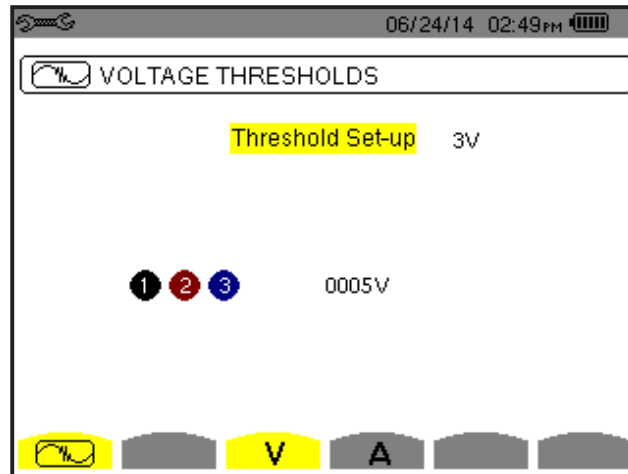 06/24/14 02:49PM
VOLTAGE THRESHOLDS
Threshold Set-up 3V
1 2 3 0005V
V A